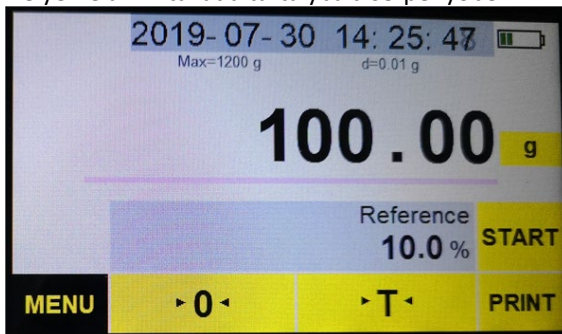 2019-07-30 14:25:47
Max=1200 g d=0.01 g
100.00 g
Reference
10.0 %
START
MENU ▸0◂ ▸T◂ PRINT